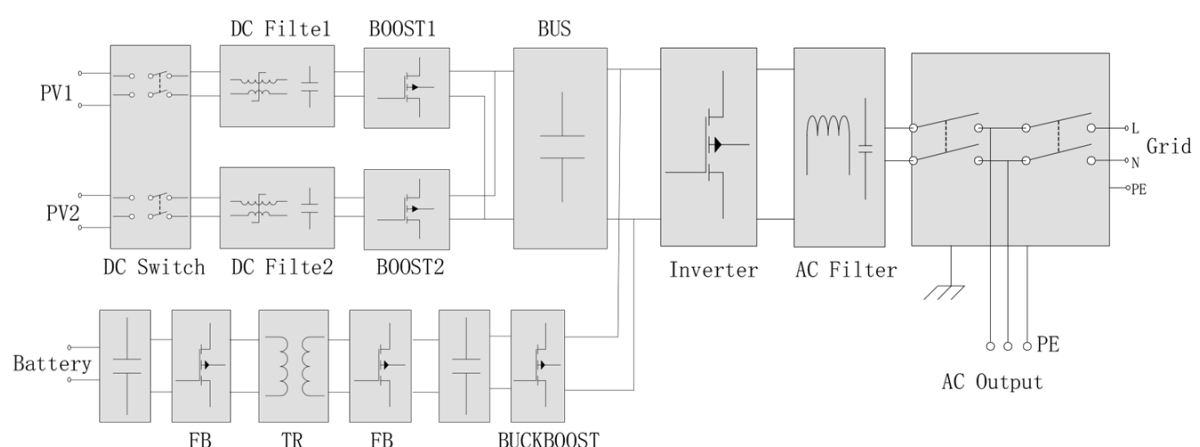 DC Filte1
BOOST1
BUS
PV1
L
Grid
N
PE
PV2
DC Switch
DC Filte2
BOOST2
Inverter
AC Filter
Battery
PE
AC Output
FB
TR
FB
BUCKBOOST